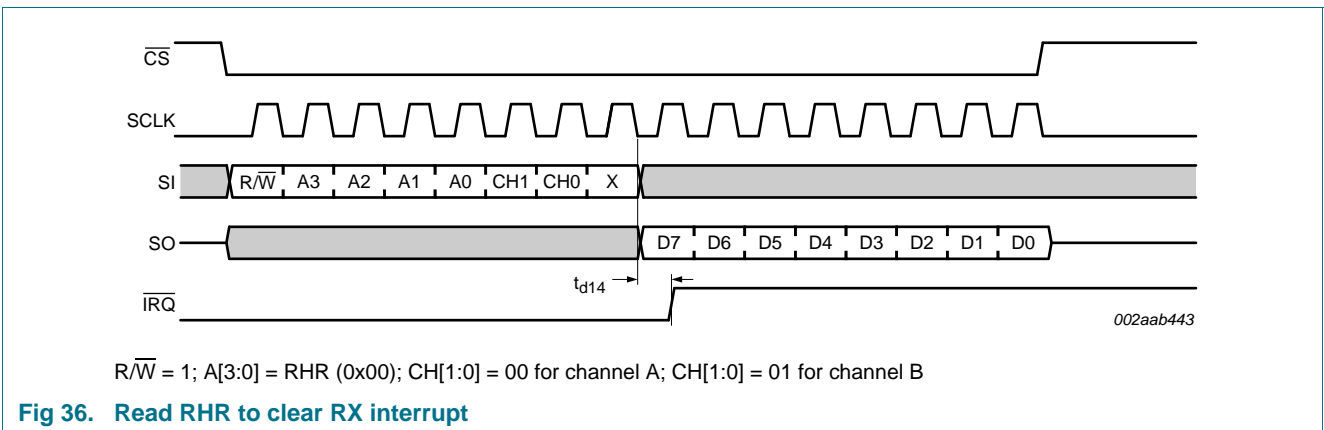 C̅S̅
SCLK
SI R/W̅ A3 A2 A1 A0 CH1 CH0 X
SO D7 D6 D5 D4 D3 D2 D1 D0
td14
I̅R̅Q̅
002aab443
R/W̅ = 1; A[3:0] = RHR (0x00); CH[1:0] = 00 for channel A; CH[1:0] = 01 for channel B
Fig 36. Read RHR to clear RX interrupt